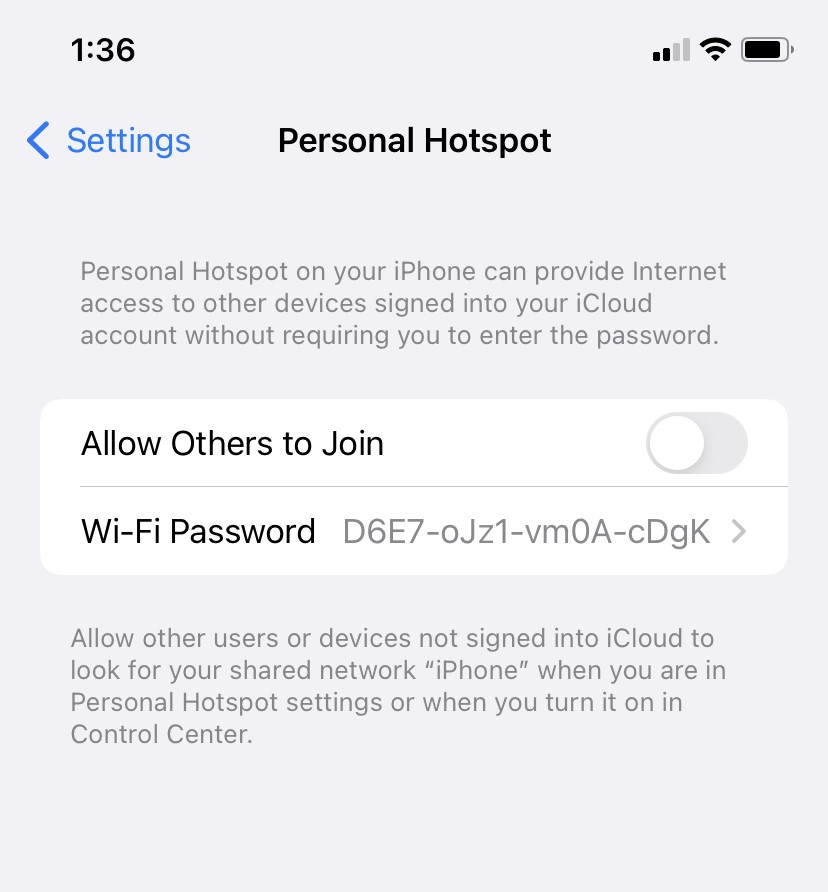 1:36
Settings
Personal Hotspot
Personal Hotspot on your iPhone can provide Internet
access to other devices signed into your iCloud
account without requiring you to enter the password.
Allow Others to Join
Wi-Fi Password D6E7-oJz1-vm0A-cDgK
Allow other users or devices not signed into iCloud to
look for your shared network “iPhone” when you are in
Personal Hotspot settings or when you turn it on in
Control Center.